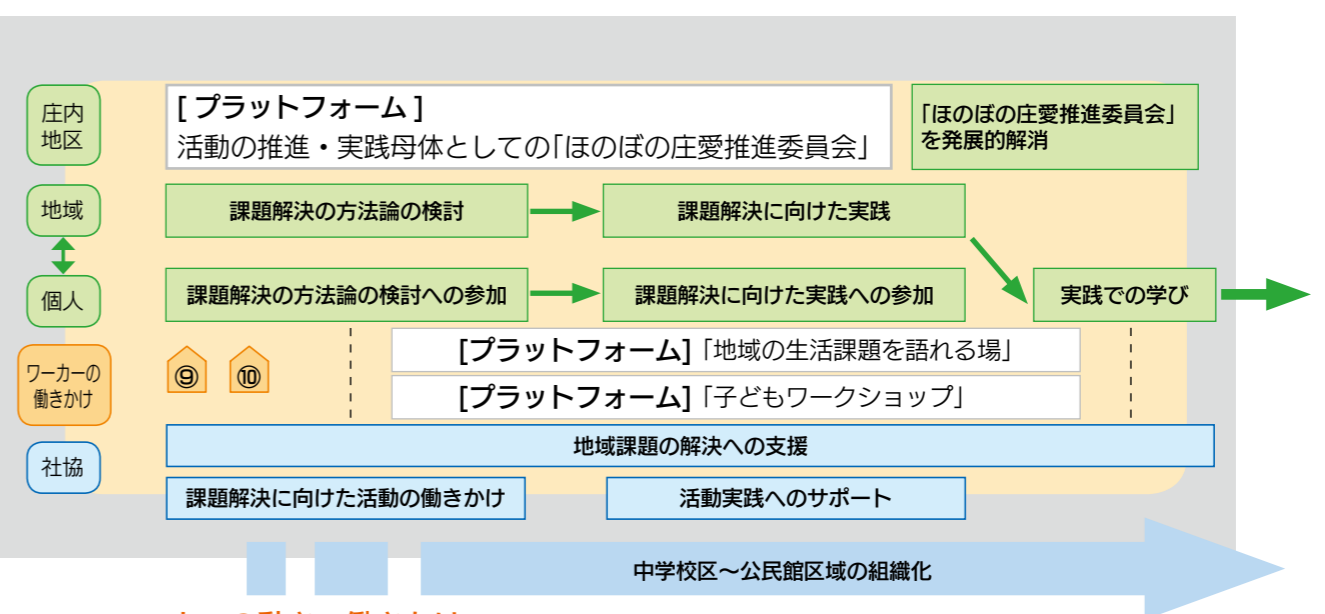 庄内
地区
[ プラットフォーム ]
活動の推進・実践母体としての「ほのぼの庄愛推進委員会」
「ほのぼの庄愛推進委員会」
を発展的解消
地域
課題解決の方法論の検討
課題解決に向けた実践
個人
課題解決の方法論の検討への参加
課題解決に向けた実践への参加
実践での学び
ワーカーの
働きかけ
⑨
⑩
[プラットフォーム]「地域の生活課題を語れる場」
[プラットフォーム]「子どもワークショップ」
社協
地域課題の解決への支援
課題解決に向けた活動の働きかけ
活動実践へのサポート
中学校区～公民館区域の組織化